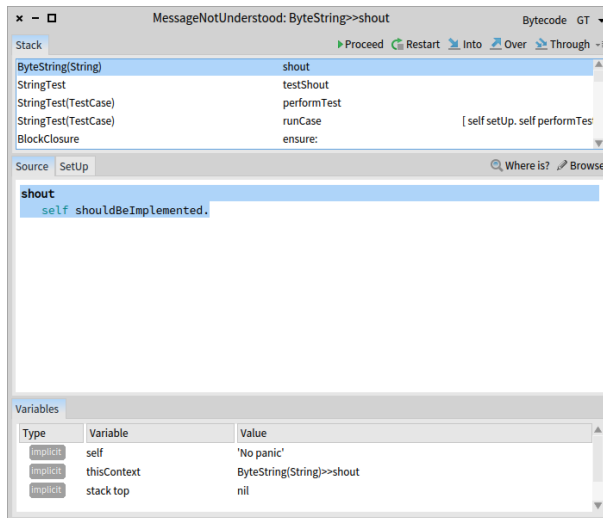 MessageNotUnderstood: ByteString>>shout Bytecode GT
Stack Proceed Restart Into Over Through
ByteString(String) shout
StringTest testShout
StringTest(TestCase) performTest
StringTest(TestCase) runCase [ self setUp. self performTes
BlockClosure ensure:
Source SetUp Where is? Browse
shout
self shouldBeImplemented.
Variables
Type Variable Value
implicit self 'No panic'
implicit thisContext ByteString(String)>>shout
implicit stack top nil